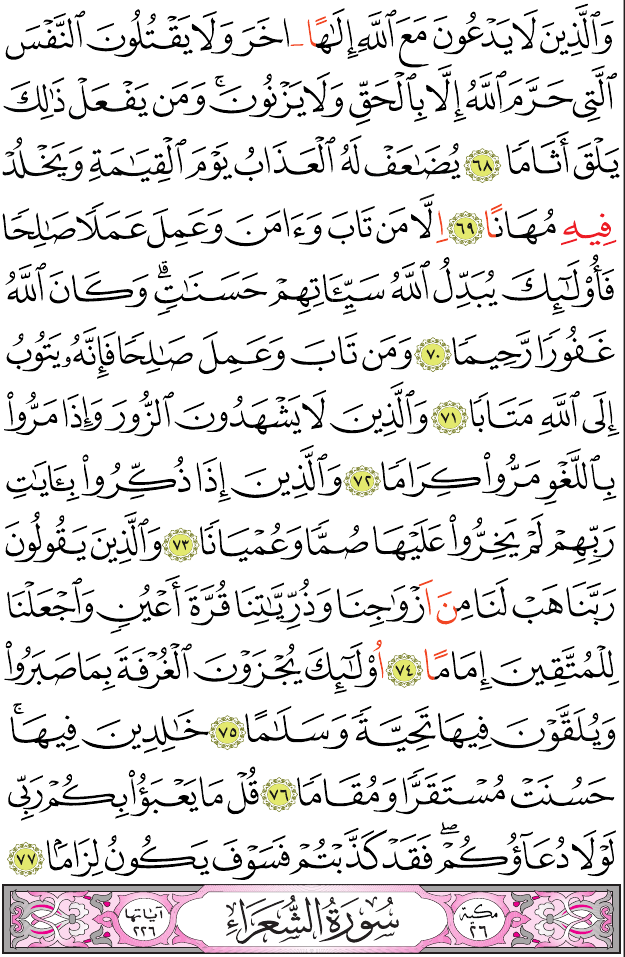 وَٱلَّذِينَ لَا يَدْعُونَ مَعَ ٱللَّهِ إِلَٰهًا ـ اخَرَ وَلَا يَقْتُلُونَ ٱلنَّفْسَ
ٱلَّتِى حَرَّمَ ٱللَّهُ إِلَّا بِٱلْحَقِّ وَلَا يَزْنُونَۚ وَمَن يَفْعَلْ ذَٰلِكَ
يَلْقَ أَثَامًا ٦٨ يُضَٰعَفْ لَهُ ٱلْعَذَابُ يَوْمَ ٱلْقِيَٰمَةِ وَيَخْلُدْ
فِيهِ مُهَانًا ٦٩ اِلَّا مَن تَابَ وَءَامَنَ وَعَمِلَ عَمَلًا صَٰلِحًا
فَأُوْلَٰٓئِكَ يُبَدِّلُ ٱللَّهُ سَيِّـَٔاتِهِمْ حَسَنَٰتٍۗ وَكَانَ ٱللَّهُ
غَفُورًا رَّحِيمًا ٧٠ وَمَن تَابَ وَعَمِلَ صَٰلِحًا فَإِنَّهُۥ يَتُوبُ
إِلَى ٱللَّهِ مَتَابًا ٧١ وَٱلَّذِينَ لَا يَشْهَدُونَ ٱلزُّورَ وَإِذَا مَرُّوا۟
بِٱللَّغْوِ مَرُّوا۟ كِرَامًا ٧٢ وَٱلَّذِينَ إِذَا ذُكِّرُوا۟ بِـَٔايَٰتِ
رَبِّهِمْ لَمْ يَخِرُّوا۟ عَلَيْهَا صُمًّا وَعُمْيَانًا ٧٣ وَٱلَّذِينَ يَقُولُونَ
رَبَّنَا هَبْ لَنَا مِنَ اَزْوَٰجِنَا وَذُرِّيَّٰتِنَا قُرَّةَ أَعْيُنٍ وَٱجْعَلْنَا
لِلْمُتَّقِينَ إِمَامًا ٧٤ اُوْلَٰٓئِكَ يُجْزَوْنَ ٱلْغُرْفَةَ بِمَا صَبَرُوا۟
وَيُلَقَّوْنَ فِيهَا تَحِيَّةً وَسَلَٰمًا ٧٥ خَٰلِدِينَ فِيهَاۚ
حَسُنَتْ مُسْتَقَرًّا وَمُقَامًا ٧٦ قُلْ مَا يَعْبَؤُا۟ بِكُمْ رَبِّى
لَوْلَا دُعَآؤُكُمْۖ فَقَدْ كَذَّبْتُمْ فَسَوْفَ يَكُونُ لِزَامًۢا ٧٧
مكية ٢٦ سُورَةُ الشُّعَرَاءِ آياتها ٢٢٦